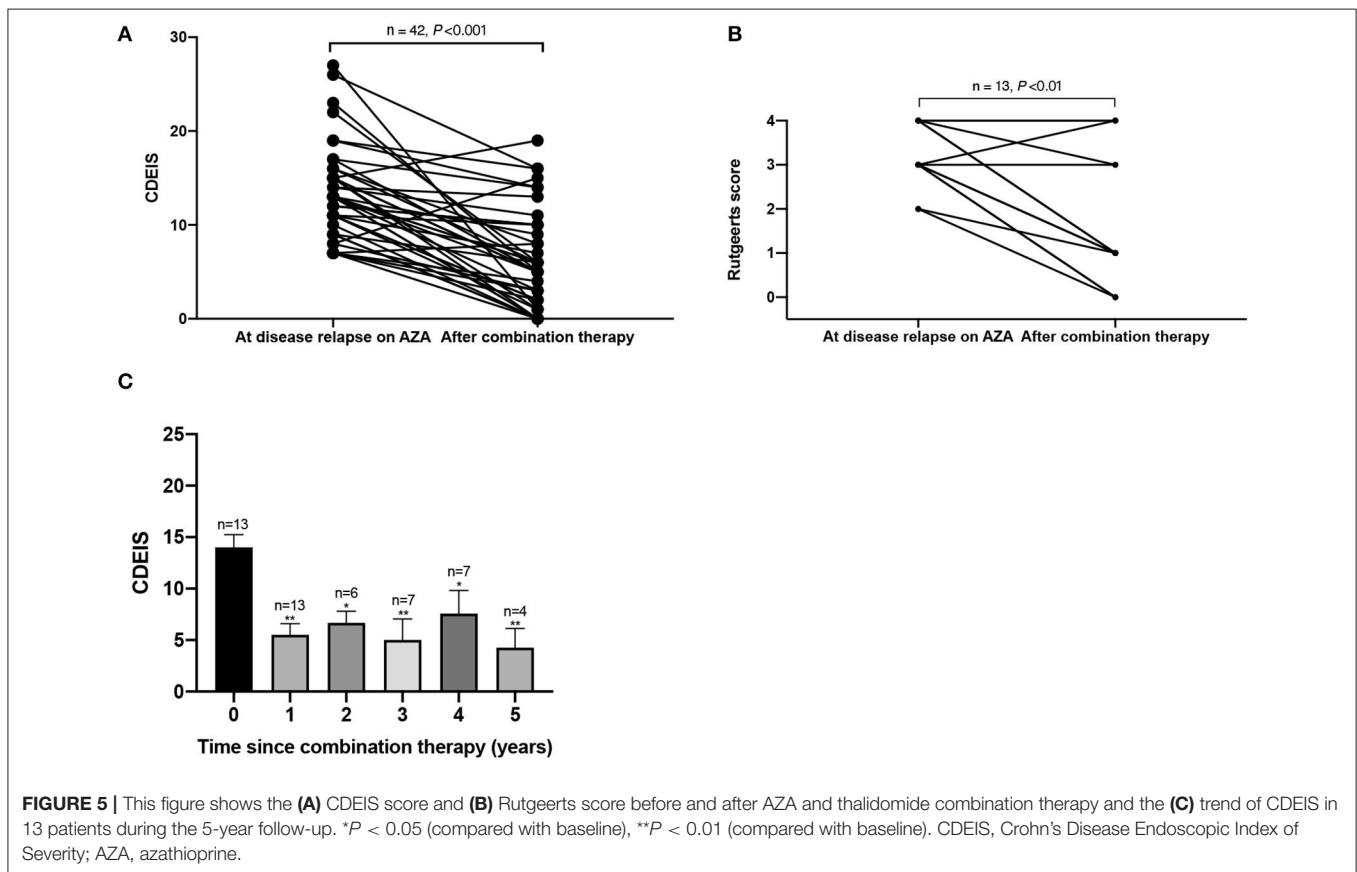 A
n = 42, P<0.001
30
20
10
0
CDEIS
At disease relapse on AZA After combination therapy
B
n = 13, P<0.01
4
3
2
1
0
Rutgeerts score
At disease relapse on AZA After combination therapy
C
25
20
15
10
5
0
CDEIS
n=13
n=13
**
n=6
*
n=7
**
n=7
*
n=4
**
0 1 2 3 4 5
Time since combination therapy (years)
FIGURE 5 | This figure shows the (A) CDEIS score and (B) Rutgeerts score before and after AZA and thalidomide combination therapy and the (C) trend of CDEIS in
13 patients during the 5-year follow-up. *P < 0.05 (compared with baseline), **P < 0.01 (compared with baseline). CDEIS, Crohn’s Disease Endoscopic Index of
Severity; AZA, azathioprine.